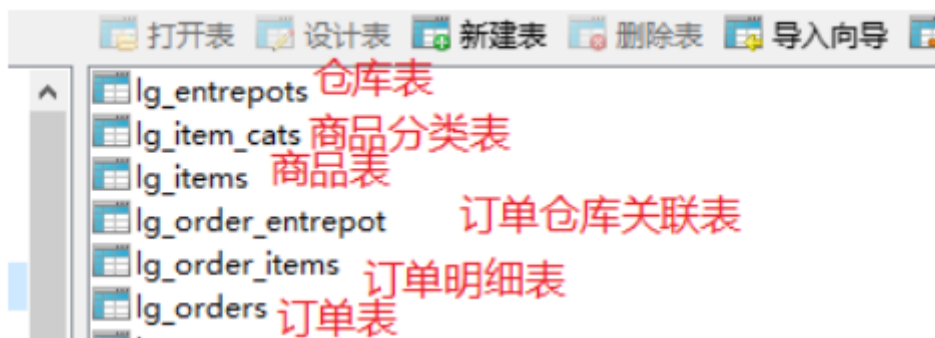 打开表 设计表 新建表 删除表 导入向导
lg_entrepots 仓库表
lg_item_cats 商品分类表
lg_items 商品表
lg_order_entrepot 订单仓库关联表
lg_order_items 订单明细表
lg_orders 订单表